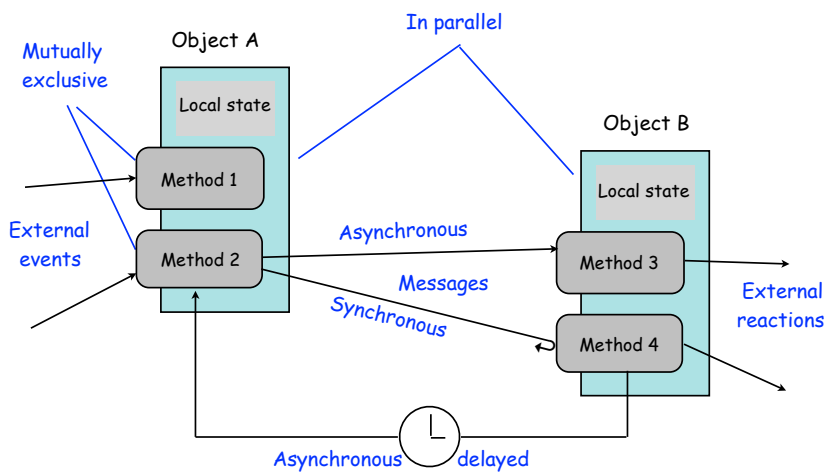 In parallel
Object A
Mutually
exclusive
Local state
Object B
Method 1
Local state
External
events
Method 2
Asynchronous
Method 3
Messages
Synchronous
External
reactions
Method 4
Asynchronous
delayed